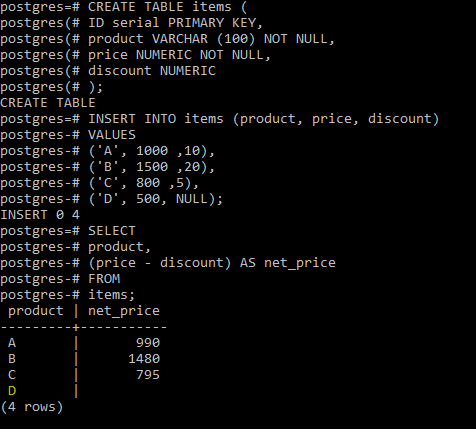 postgres=# CREATE TABLE items (
postgres(# ID serial PRIMARY KEY,
postgres(# product VARCHAR (100) NOT NULL,
postgres(# price NUMERIC NOT NULL,
postgres(# discount NUMERIC
postgres(# );
CREATE TABLE
postgres=# INSERT INTO items (product, price, discount)
postgres-# VALUES
postgres-# ('A', 1000 ,10),
postgres-# ('B', 1500 ,20),
postgres-# ('C', 800 ,5),
postgres-# ('D', 500, NULL);
INSERT 0 4
postgres=# SELECT
postgres-# product,
postgres-# (price - discount) AS net_price
postgres-# FROM
postgres-# items;
 product | net_price
---------+-----------
 A       |       990
 B       |      1480
 C       |       795
 D       |
(4 rows)